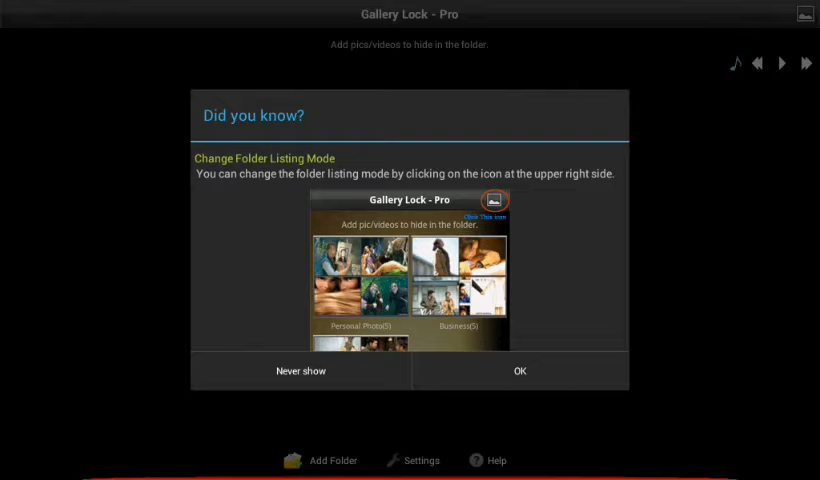 Gallery Lock - Pro
Add pics/videos to hide in the folder.
Did you know?
Change Folder Listing Mode
You can change the folder listing mode by clicking on the icon at the upper right side.
Gallery Lock - Pro
Click This icon
Add pic/videos to hide in the folder.
Personal Photo(5) Business(5)
Never show OK
Add Folder Settings Help